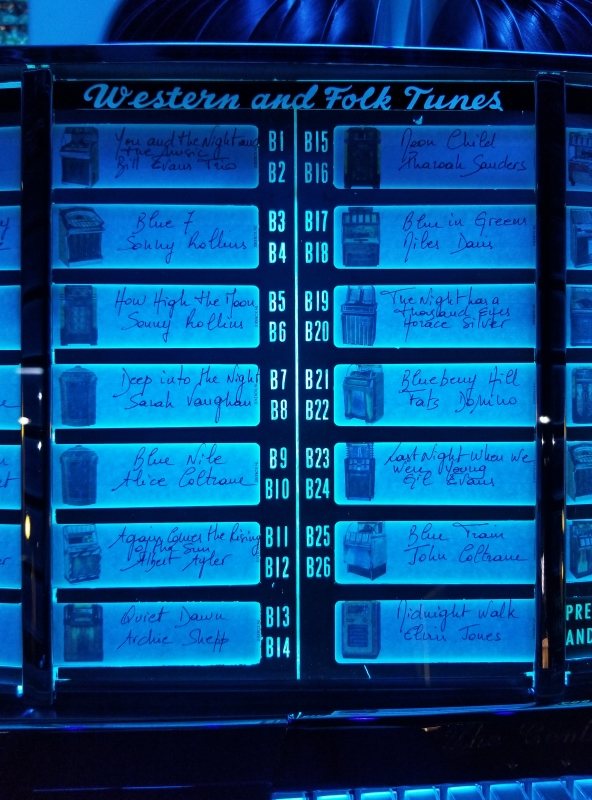 Western and Folk Tunes
You and the Night and
the Music
Bill Evans Trio
B1
B2
Blue 7
Sonny Rollins
B3
B4
How High the Moon
Sonny Rollins
B5
B6
Deep into the Night
Sarah Vaughan
B7
B8
Blue Nile
Alice Coltrane
B9
B10
Again Comes the Rising
of the Sun
Albert Ayler
B11
B12
Quiet Dawn
Archie Shepp
B13
B14
B15
B16
Moon Child
Pharoah Sanders
B17
B18
Blue in Greens
Miles Davis
B19
B20
The Night has a
thousand Eyes
Horace Silver
B21
B22
Blueberry Hill
Fats Domino
B23
B24
Last Night When We
Were Young
Gil Evans
B25
B26
Blue Train
John Coltrane
Midnight Walk
Elvin Jones
PRE
AND
The Cont